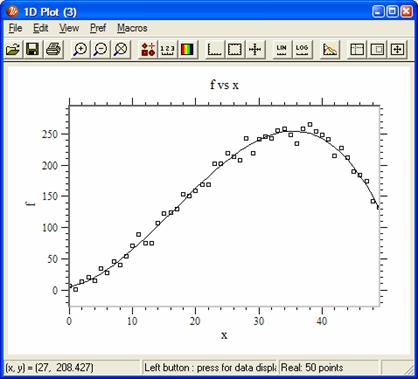 1D Plot (3)
File Edit View Pref Macros
1 2 3
LIN LOG
f vs x
250
200
150
100
50
0
f
0 10 20 30 40
x
(x, y) = (27, 208.427) Left button : press for data displa Real: 50 points